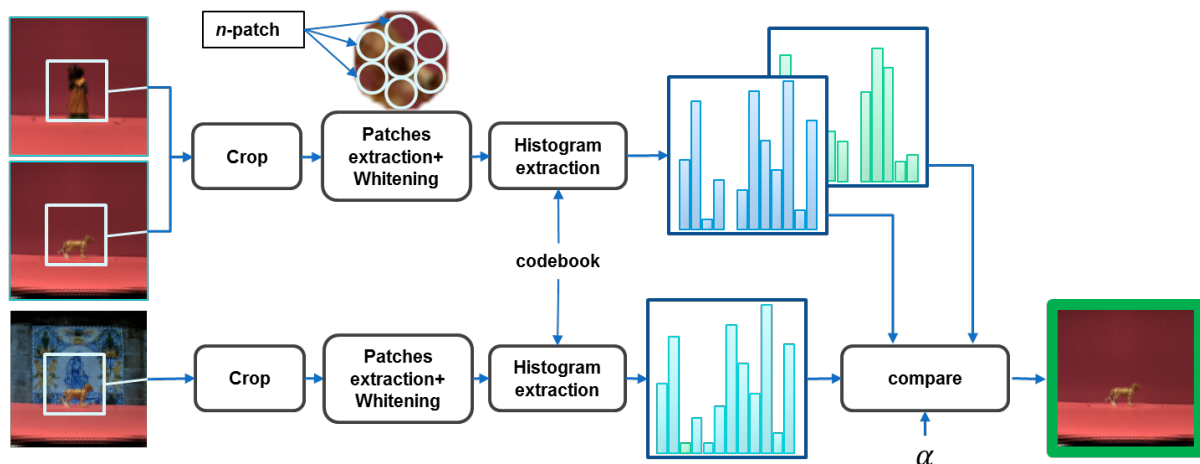 n-patch
Crop
Patches
extraction+
Whitening
Histogram
extraction
codebook
Crop
Patches
extraction+
Whitening
Histogram
extraction
compare
α